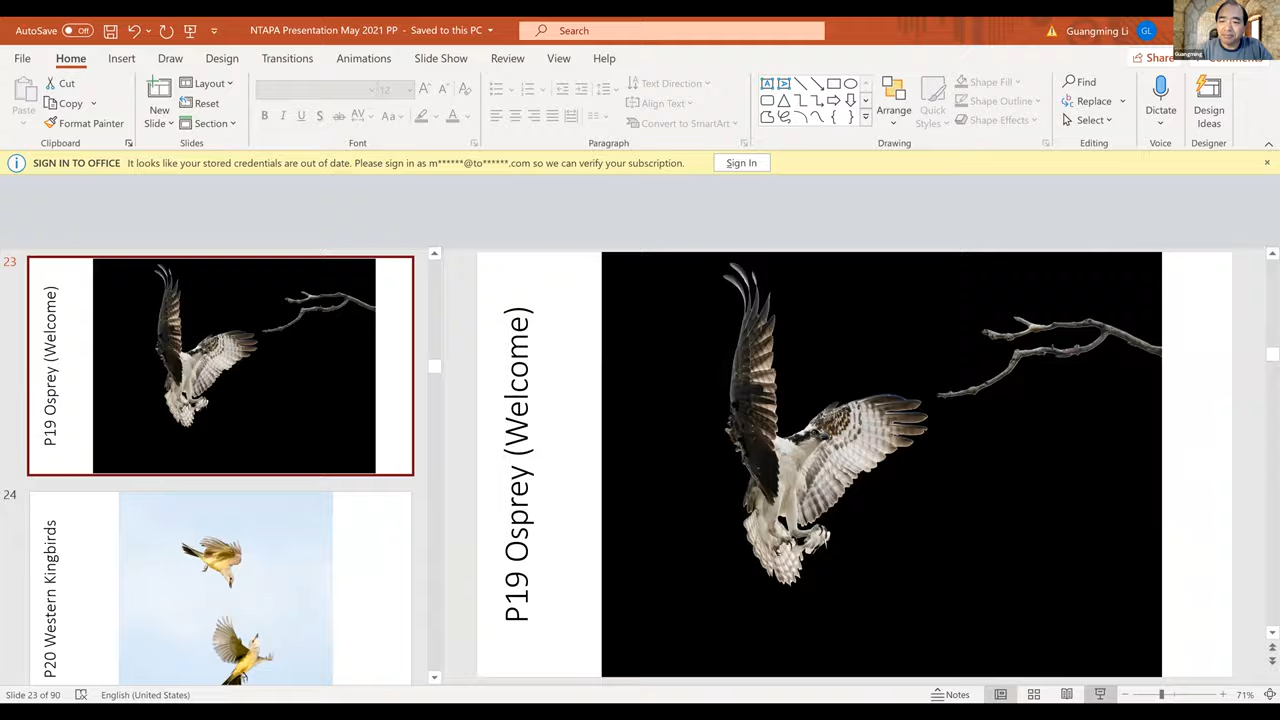 AutoSave Off
NTAPA Presentation May 2021 PP - Saved to this PC
Search
Guangming Li GL
Guangming
File Home Insert Draw Design Transitions Animations Slide Show Review View Help
Share Comments
Paste
Cut
Copy
Format Painter
Clipboard
New
Slide
Layout
Reset
Section
Slides
12
Font
Text Direction
Align Text
Convert to SmartArt
Paragraph
Arrange
Quick
Styles
Shape Fill
Shape Outline
Shape Effects
Drawing
Find
Replace
Select
Editing
Dictate
Voice
Design
Ideas
Designer
SIGN IN TO OFFICE It looks like your stored credentials are out of date. Please sign in as m******@to******.com so we can verify your subscription. Sign In
23
P19 Osprey (Welcome)
24
P20 Western Kingbirds
P19 Osprey (Welcome)
Slide 23 of 90 English (United States) Notes 71%